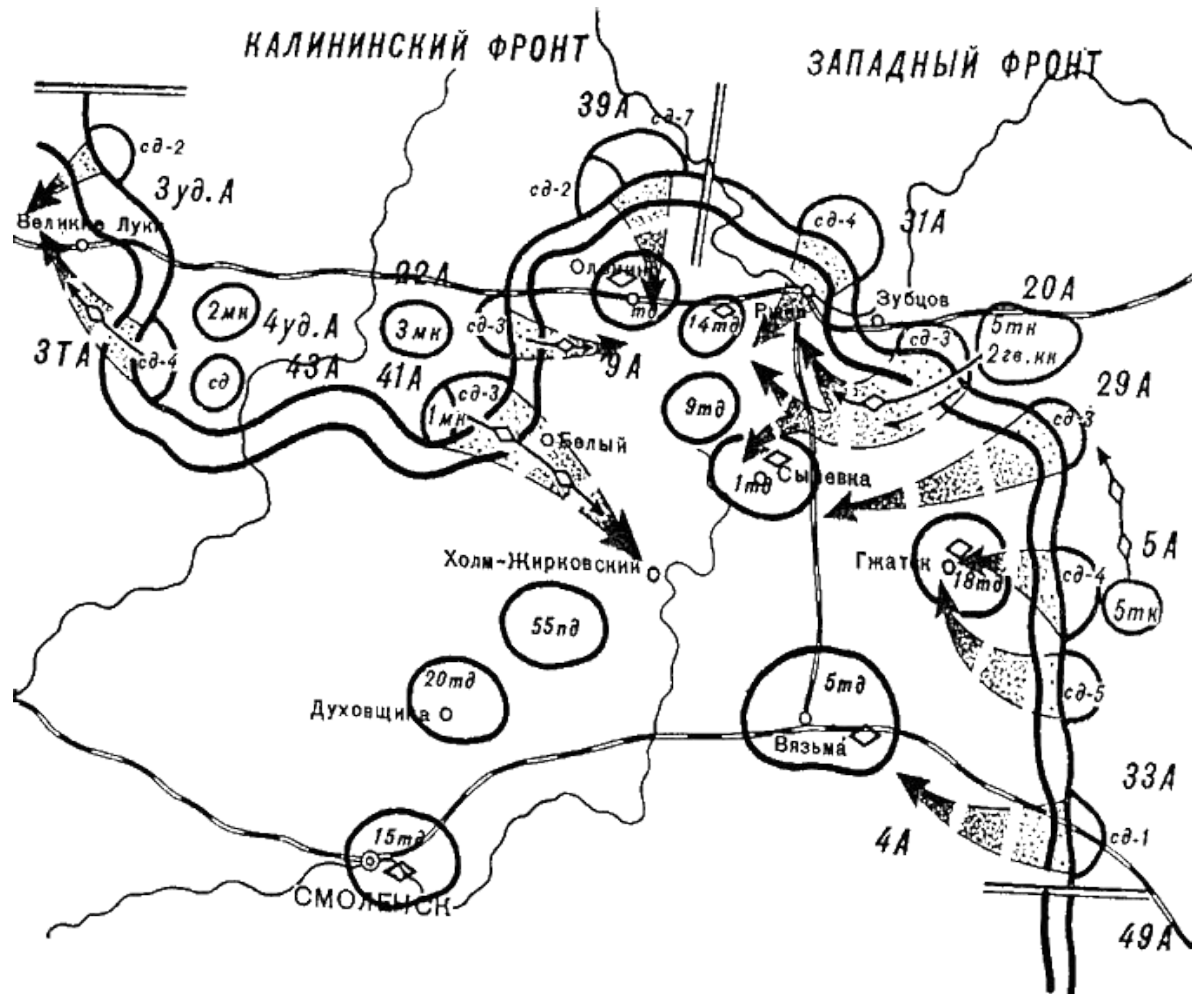 КАЛИНИНСКИЙ ФРОНТ
ЗАПАДНЫЙ ФРОНТ
39А
сд-7
сд-2
3уд.А
сд-2
Великие Луки
сд-4
31А
22А
Оленино
тд
14тд
Зубцов
20А
5тк
2гв.кк
2мк
4уд.А
3мк
сд-3
9А
сд-3
3ТА
сд-4
сд
43А
41А
сд-3
1мк
29А
сд-3
9тд
Белый
1тд
Сычевка
5А
Холм-Жирковский
Гжатск
18тд
сд-4
5тк
55пд
20тд
5тд
сд-5
Духовщина
Вязьма
33А
15тд
4А
сд-1
СМОЛЕНСК
49А